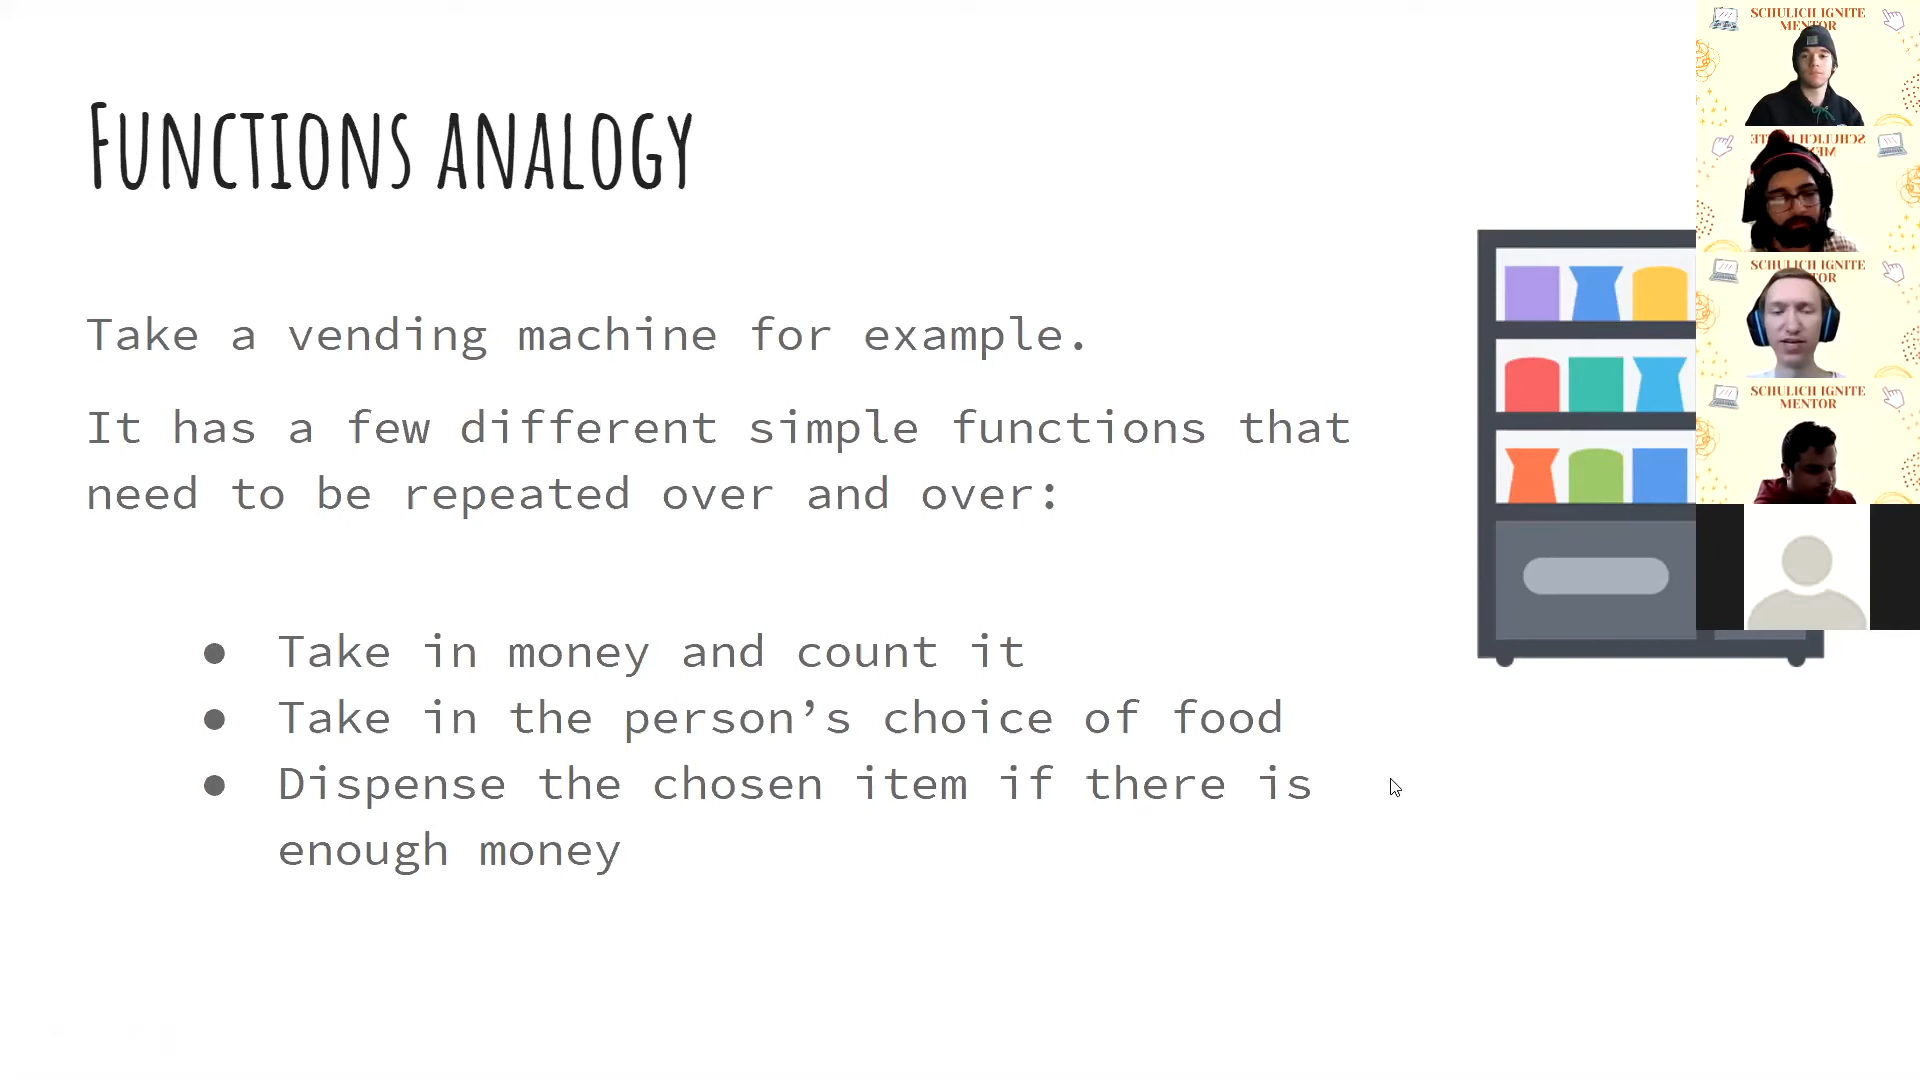 FUNCTIONS ANALOGY
Take a vending machine for example.
It has a few different simple functions that
need to be repeated over and over:
● Take in money and count it
● Take in the person’s choice of food
● Dispense the chosen item if there is
enough money
SCHULICH IGNITE
MENTOR
SCHULICH IGNITE
SCHULICH IGNITE
MENTOR